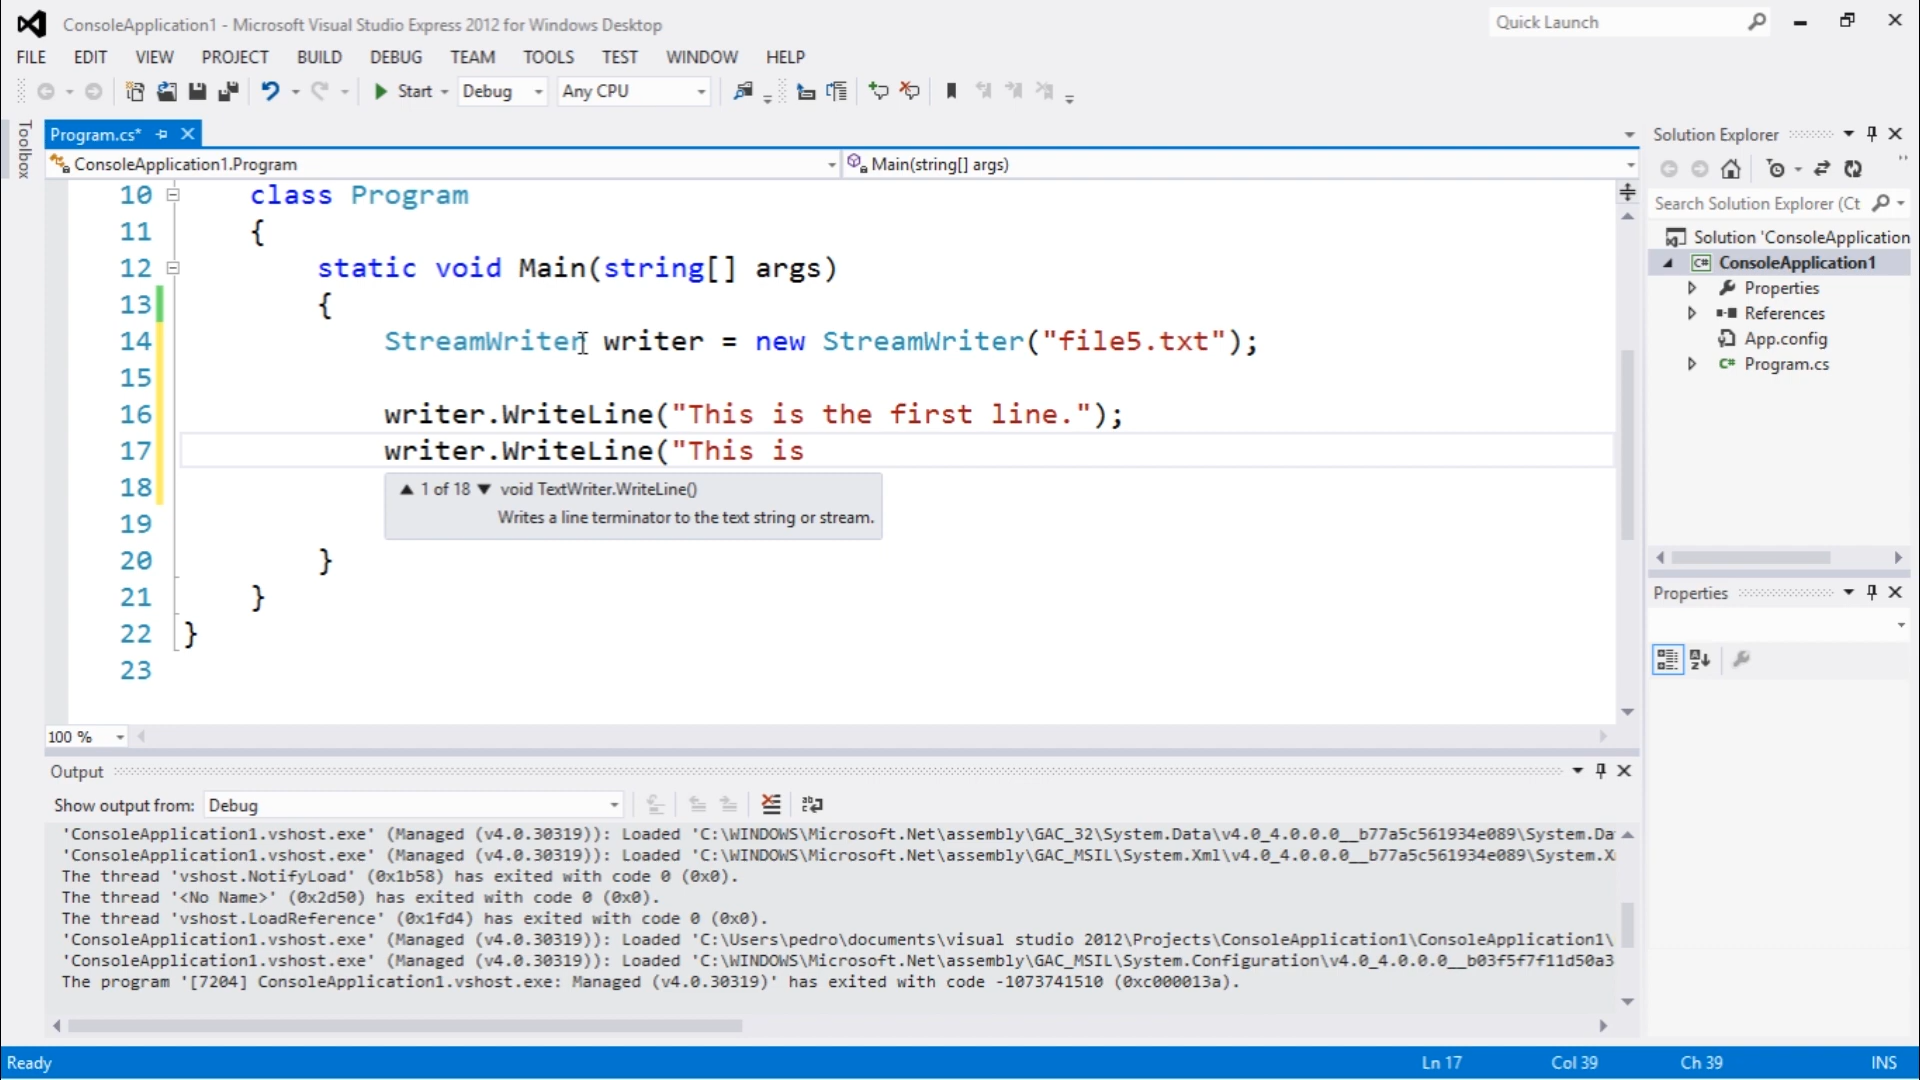 ConsoleApplication1 - Microsoft Visual Studio Express 2012 for Windows Desktop
Quick Launch
FILE EDIT VIEW PROJECT BUILD DEBUG TEAM TOOLS TEST WINDOW HELP
Start Debug Any CPU
Toolbox
Program.cs*
ConsoleApplication1.Program
Main(string[] args)
10 class Program
11 {
12 static void Main(string[] args)
13 {
14 StreamWriter writer = new StreamWriter("file5.txt");
15
16 writer.WriteLine("This is the first line.");
17 writer.WriteLine("This is
18
1 of 18 void TextWriter.WriteLine()
Writes a line terminator to the text string or stream.
19
20 }
21 }
22 }
23
100 %
Output
Show output from: Debug
'ConsoleApplication1.vshost.exe' (Managed (v4.0.30319)): Loaded 'C:\WINDOWS\Microsoft.Net\assembly\GAC_32\System.Data\v4.0_4.0.0.0__b77a5c561934e089\System.Da
'ConsoleApplication1.vshost.exe' (Managed (v4.0.30319)): Loaded 'C:\WINDOWS\Microsoft.Net\assembly\GAC_MSIL\System.Xml\v4.0_4.0.0.0__b77a5c561934e089\System.X
The thread 'vshost.NotifyLoad' (0x1b58) has exited with code 0 (0x0).
The thread '<No Name>' (0x2d50) has exited with code 0 (0x0).
The thread 'vshost.LoadReference' (0x1fd4) has exited with code 0 (0x0).
'ConsoleApplication1.vshost.exe' (Managed (v4.0.30319)): Loaded 'C:\Users\pedro\documents\visual studio 2012\Projects\ConsoleApplication1\ConsoleApplication1\
'ConsoleApplication1.vshost.exe' (Managed (v4.0.30319)): Loaded 'C:\WINDOWS\Microsoft.Net\assembly\GAC_MSIL\System.Configuration\v4.0_4.0.0.0__b03f5f7f11d50a3
The program '[7204] ConsoleApplication1.vshost.exe: Managed (v4.0.30319)' has exited with code -1073741510 (0xc000013a).
Solution Explorer
Search Solution Explorer (Ct
Solution 'ConsoleApplication
C# ConsoleApplication1
Properties
References
App.config
C# Program.cs
Properties
Ready
Ln 17 Col 39 Ch 39 INS